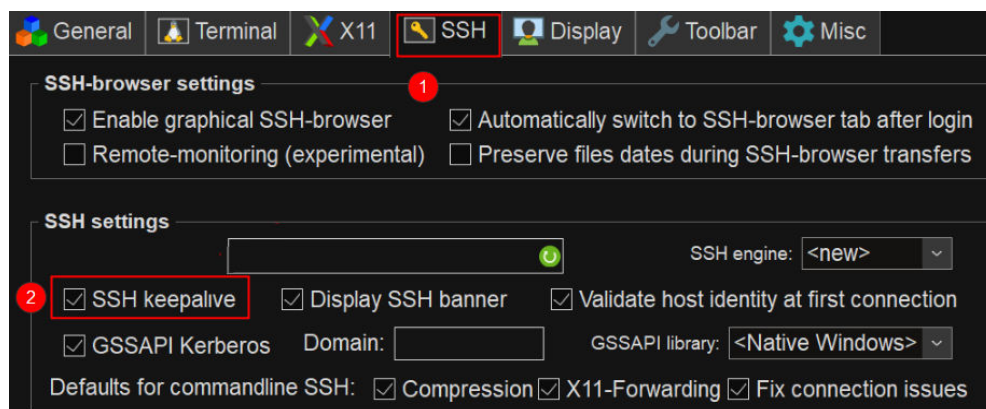 General Terminal X11 SSH Display Toolbar Misc
1
SSH-browser settings
Enable graphical SSH-browser Automatically switch to SSH-browser tab after login
Remote-monitoring (experimental) Preserve files dates during SSH-browser transfers
SSH settings
SSH engine: <new>
2 SSH keepalive Display SSH banner Validate host identity at first connection
GSSAPI Kerberos Domain: GSSAPI library: <Native Windows>
Defaults for commandline SSH: Compression X11-Forwarding Fix connection issues